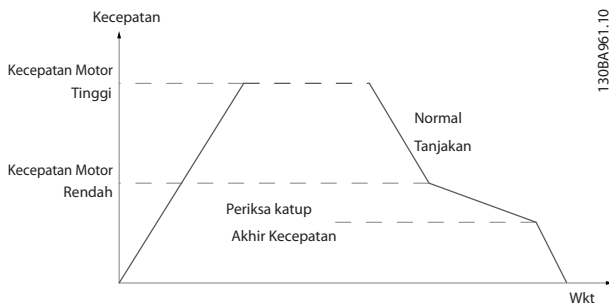 Kecepatan
Kecepatan Motor
Tinggi
Normal
Tanjakan
Kecepatan Motor
Rendah
Periksa katup
Akhir Kecepatan
Wkt
130BA961.10